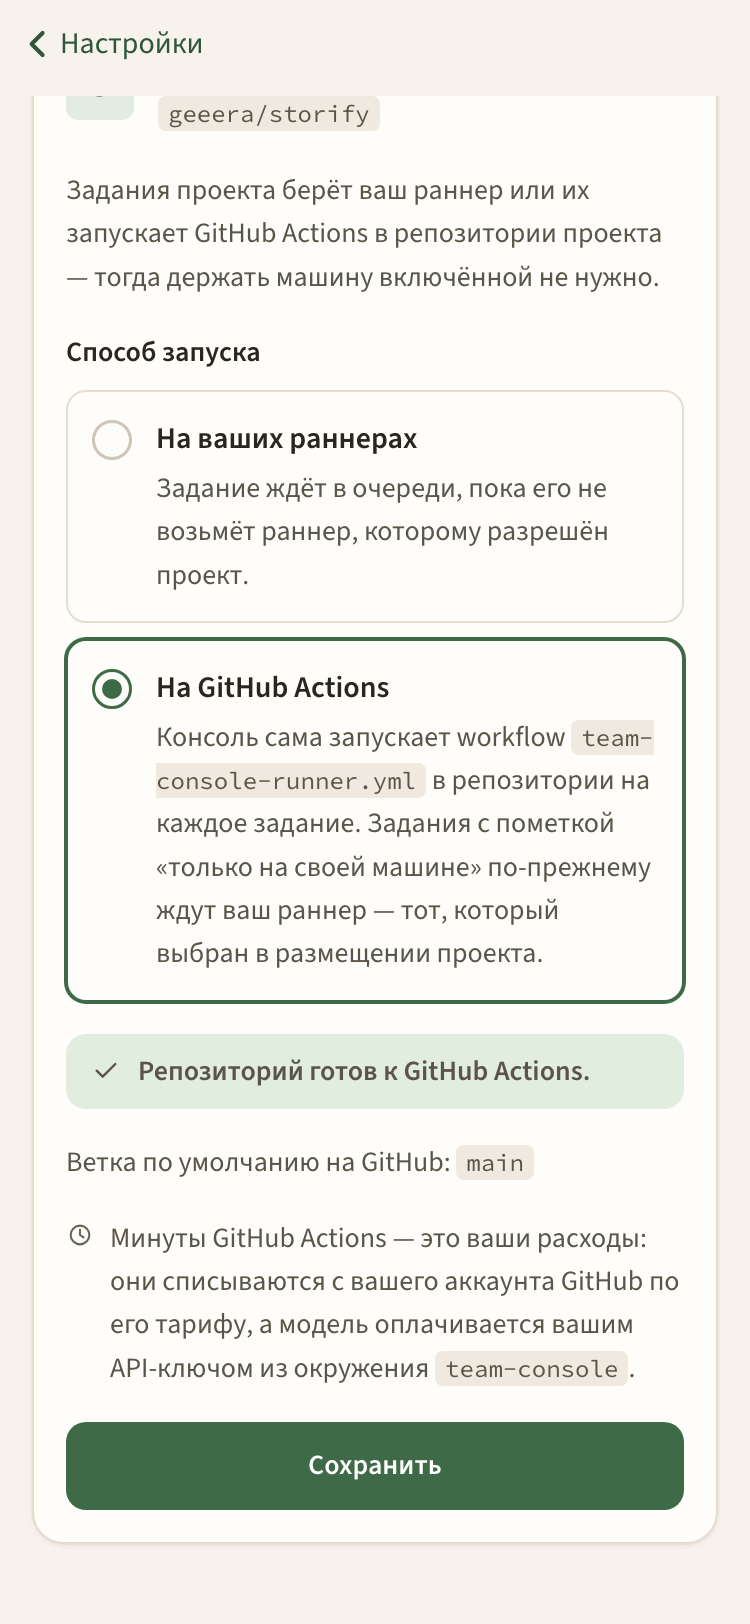 Настройки
geeera/storify
Задания проекта берёт ваш раннер или их
запускает GitHub Actions в репозитории проекта
— тогда держать машину включённой не нужно.
Способ запуска
На ваших раннерах
Задание ждёт в очереди, пока его не
возьмёт раннер, которому разрешён
проект.
На GitHub Actions
Консоль сама запускает workflow team-
console-runner.yml в репозитории на
каждое задание. Задания с пометкой
«только на своей машине» по-прежнему
ждут ваш раннер — тот, который
выбран в размещении проекта.
Репозиторий готов к GitHub Actions.
Ветка по умолчанию на GitHub: main
Минуты GitHub Actions — это ваши расходы:
они списываются с вашего аккаунта GitHub по
его тарифу, а модель оплачивается вашим
API-ключом из окружения team-console.
Сохранить